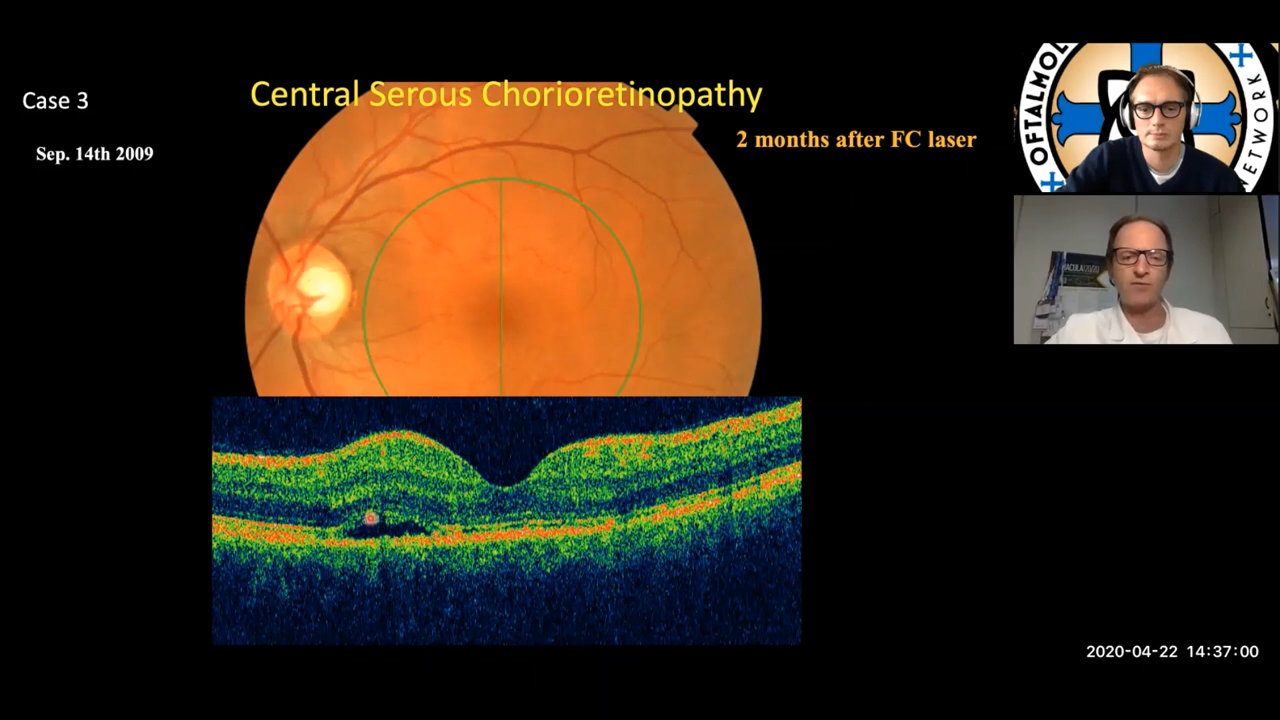 Case 3
Central Serous Chorioretinopathy
Sep. 14th 2009
2 months after FC laser
OFTALMOL
NETWORK
2020-04-22 14:37:00